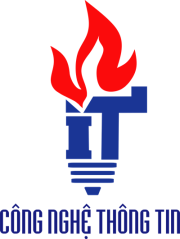 IT
CÔNG NGHỆ THÔNG TIN